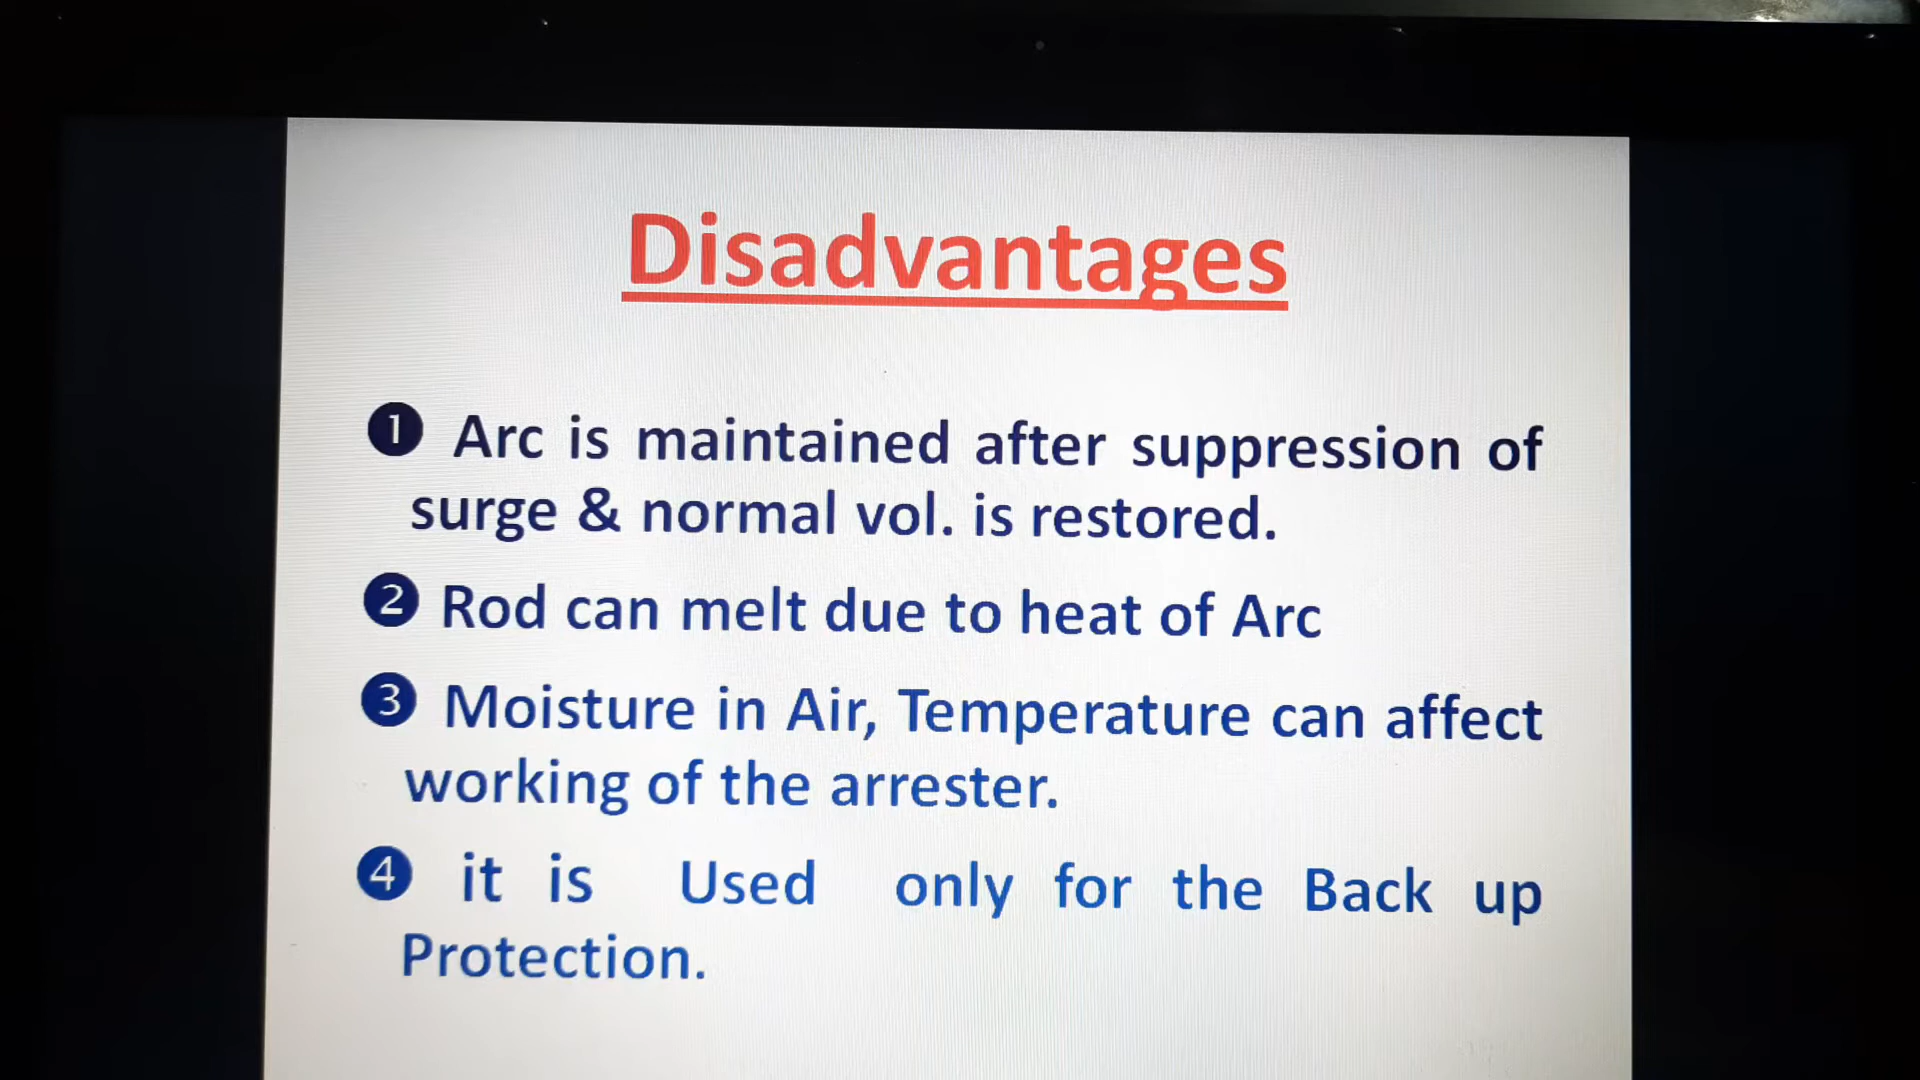 Disadvantages
❶ Arc is maintained after suppression of
surge & normal vol. is restored.
❷ Rod can melt due to heat of Arc
❸ Moisture in Air, Temperature can affect
working of the arrester.
❹ it is Used only for the Back up
Protection.